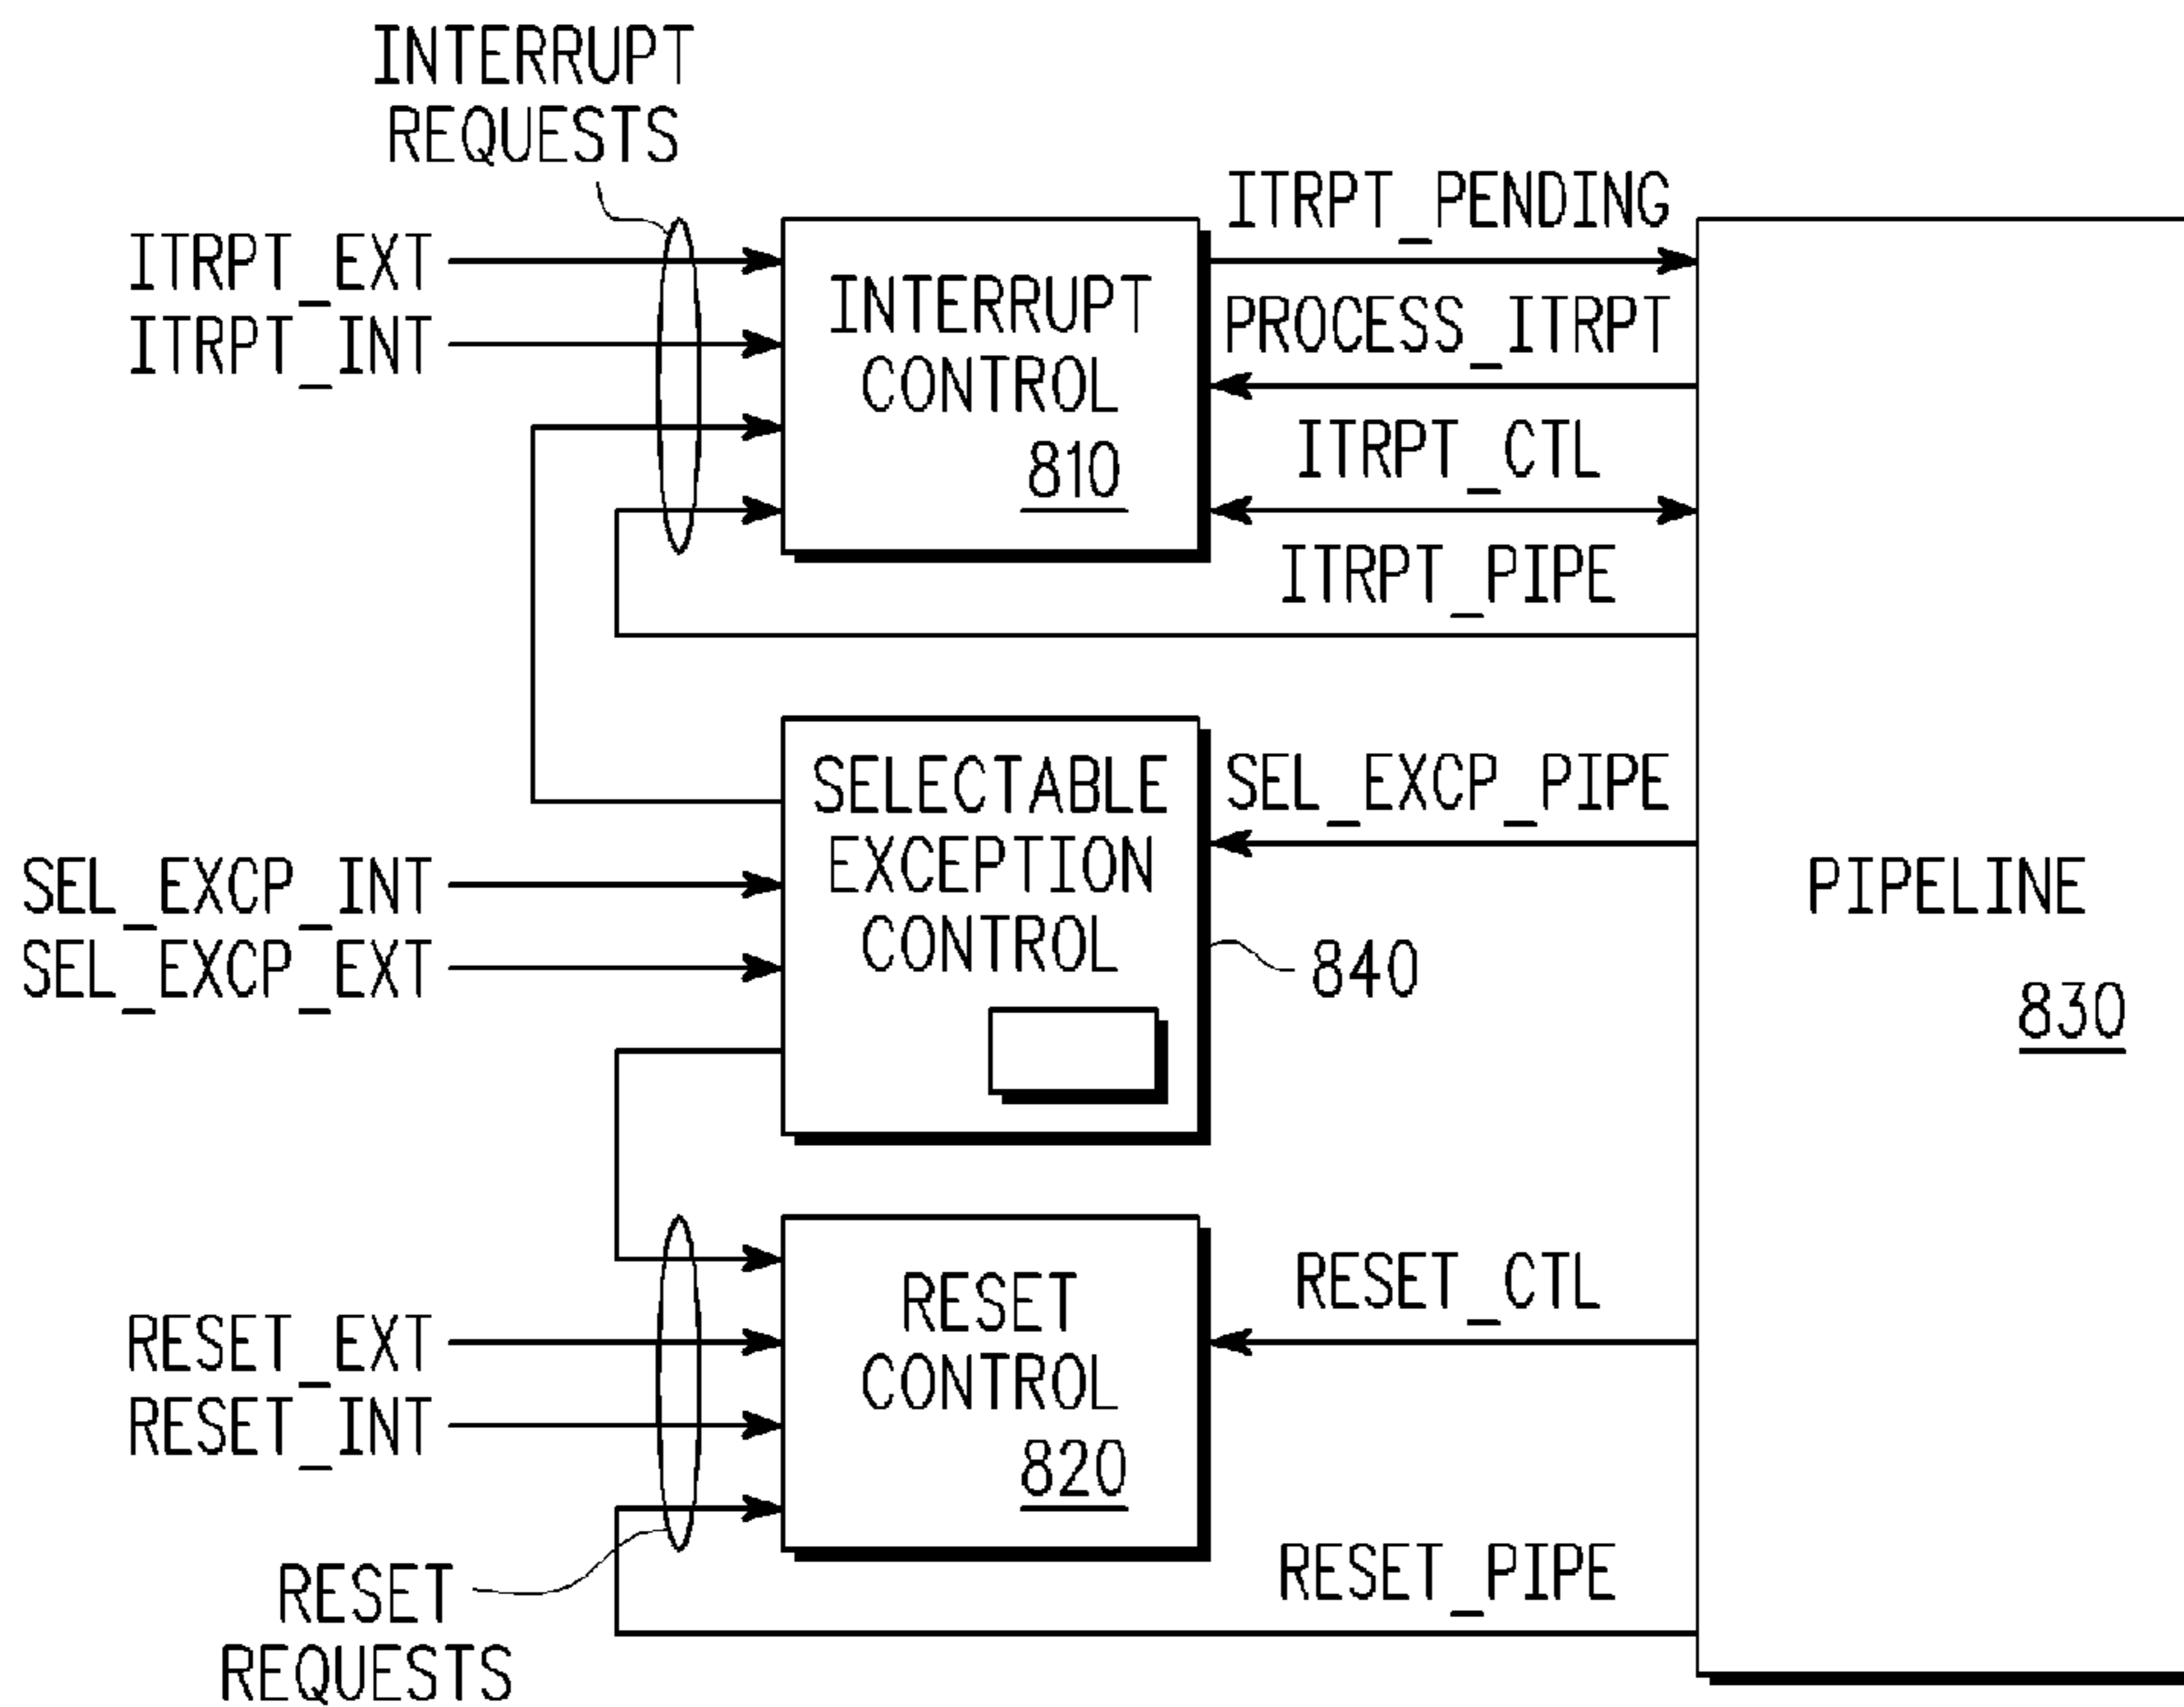 INTERRUPT
REQUESTS
ITRPT_EXT
ITRPT_INT
INTERRUPT
CONTROL
810
ITRPT_PENDING
PROCESS_ITRPT
ITRPT_CTL
ITRPT_PIPE
SELECTABLE
EXCEPTION
CONTROL
840
SEL_EXCP_PIPE
SEL_EXCP_INT
SEL_EXCP_EXT
PIPELINE
830
RESET_EXT
RESET_INT
RESET
CONTROL
820
RESET_CTL
RESET_PIPE
RESET
REQUESTS